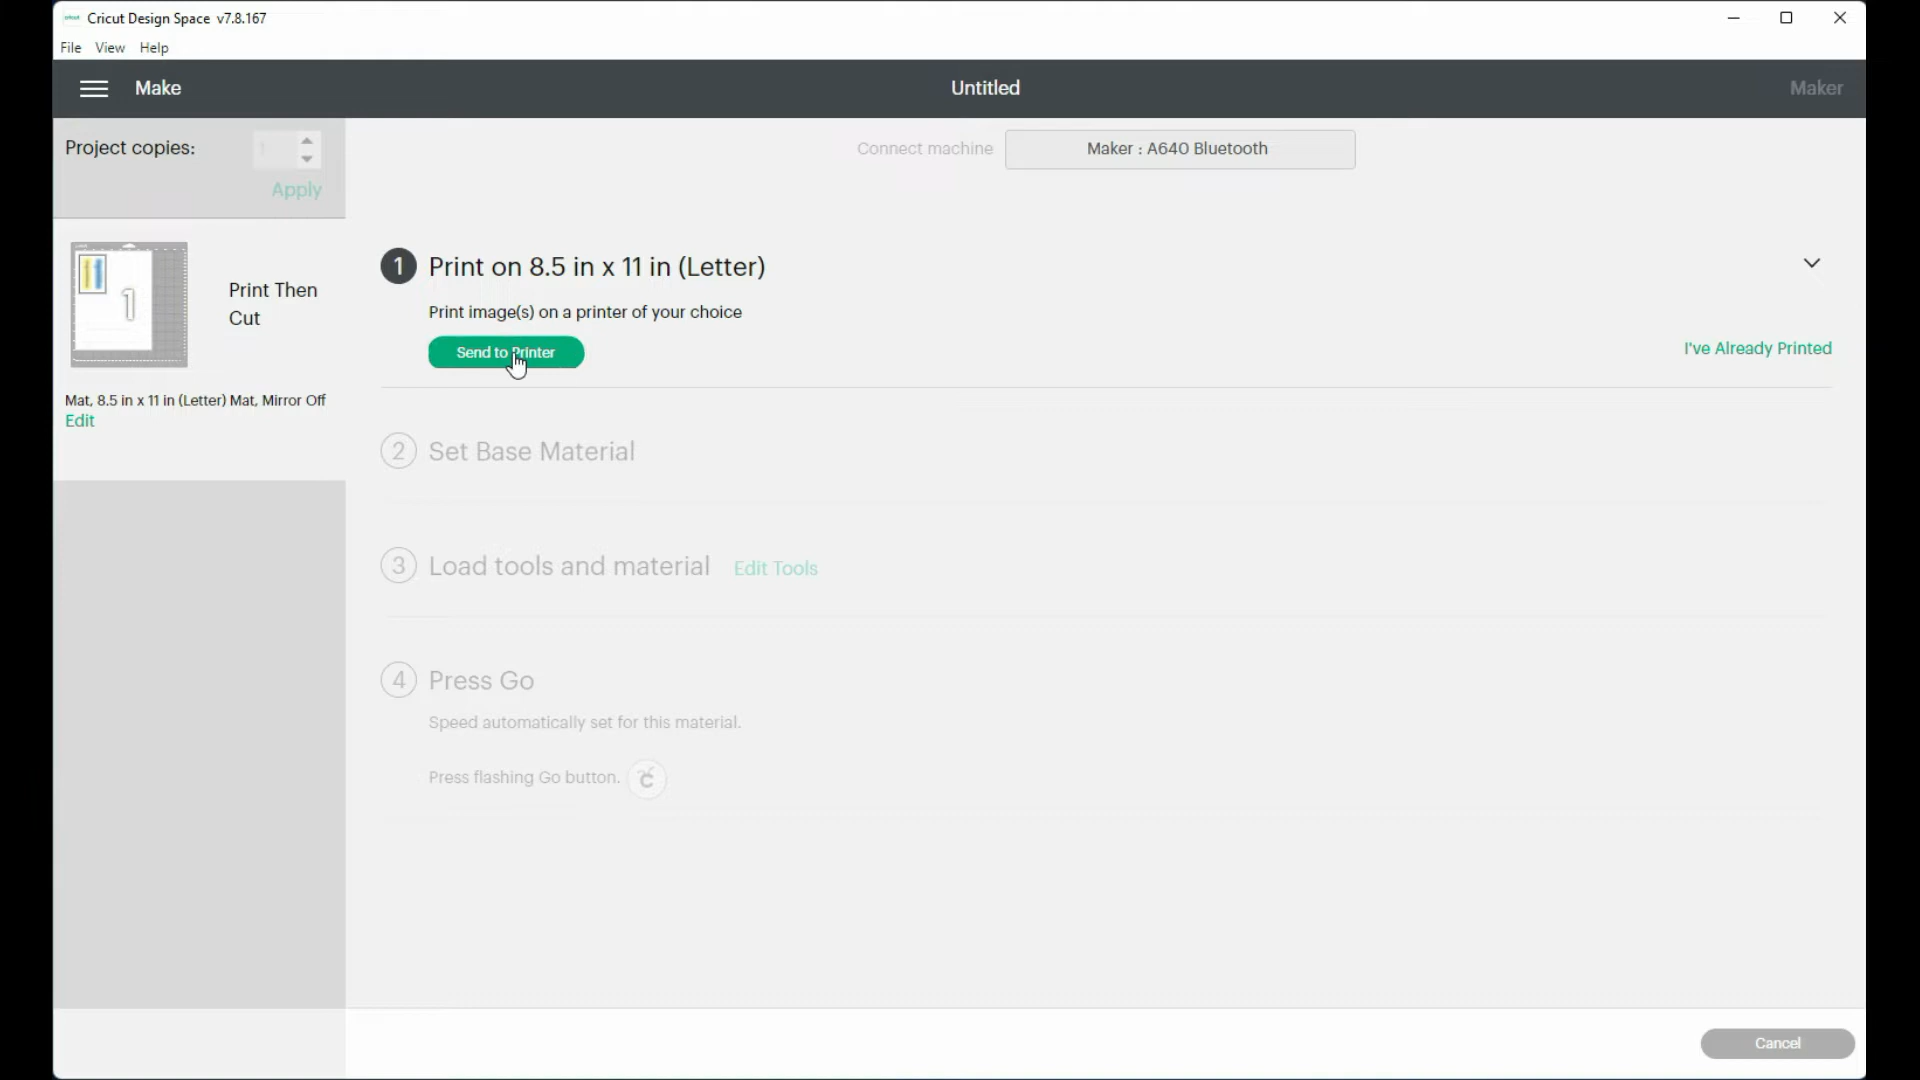 Cricut Design Space v7.8.167
File View Help
Make
Untitled
Maker
Project copies:
1
Apply
Connect machine
Maker : A640 Bluetooth
Print Then
Cut
1
Mat, 8.5 in x 11 in (Letter) Mat, Mirror Off
Edit
1 Print on 8.5 in x 11 in (Letter)
Print image(s) on a printer of your choice
Send to Printer
I've Already Printed
2 Set Base Material
3 Load tools and material Edit Tools
4 Press Go
Speed automatically set for this material.
Press flashing Go button.
Cancel